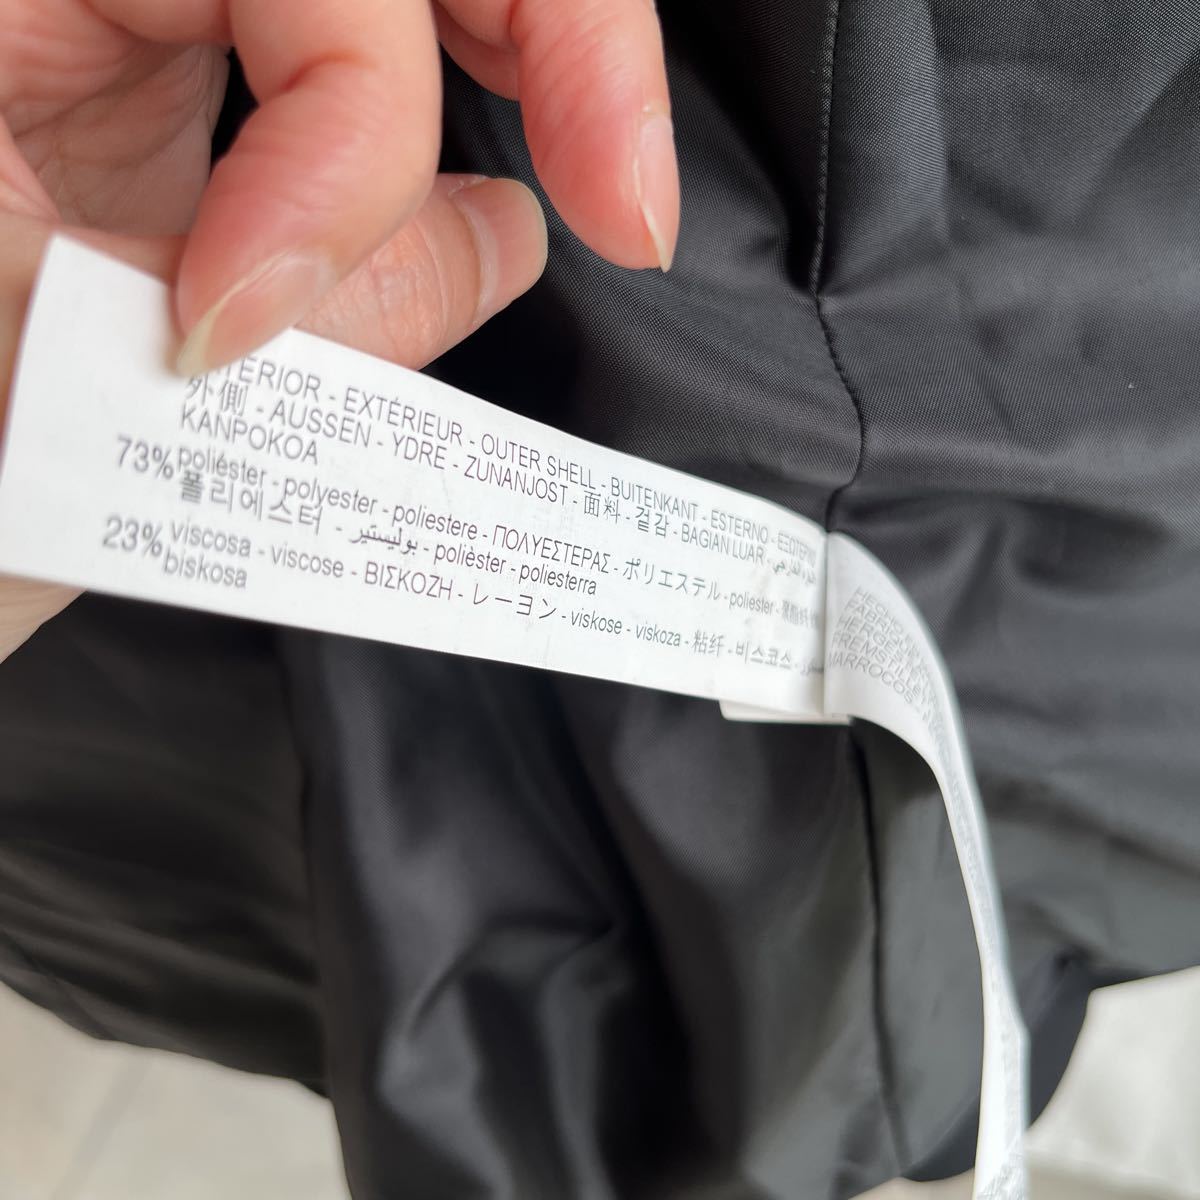 EXTÉRIEUR - OUTER SHELL - BUITENKANT - ESTERNO
外側 - AUSSEN - YDRE - ZUNANJOST - 面料 - 겉감 - BAGIAN LUAR -
KANPOKOA
73% poliéster - polyester - poliestere - ΠΟΛΥΕΣΤΕΡΑΣ - ポリエステル - poliester -
폴리에스터 - بوليستير - polièster - poliesterra
23% viscosa - viscose - ΒΙΣΚΟΖΗ - レーヨン - viskose - viskoza - 粘纤 - 비스코스 -
biskosa
MARROCOS